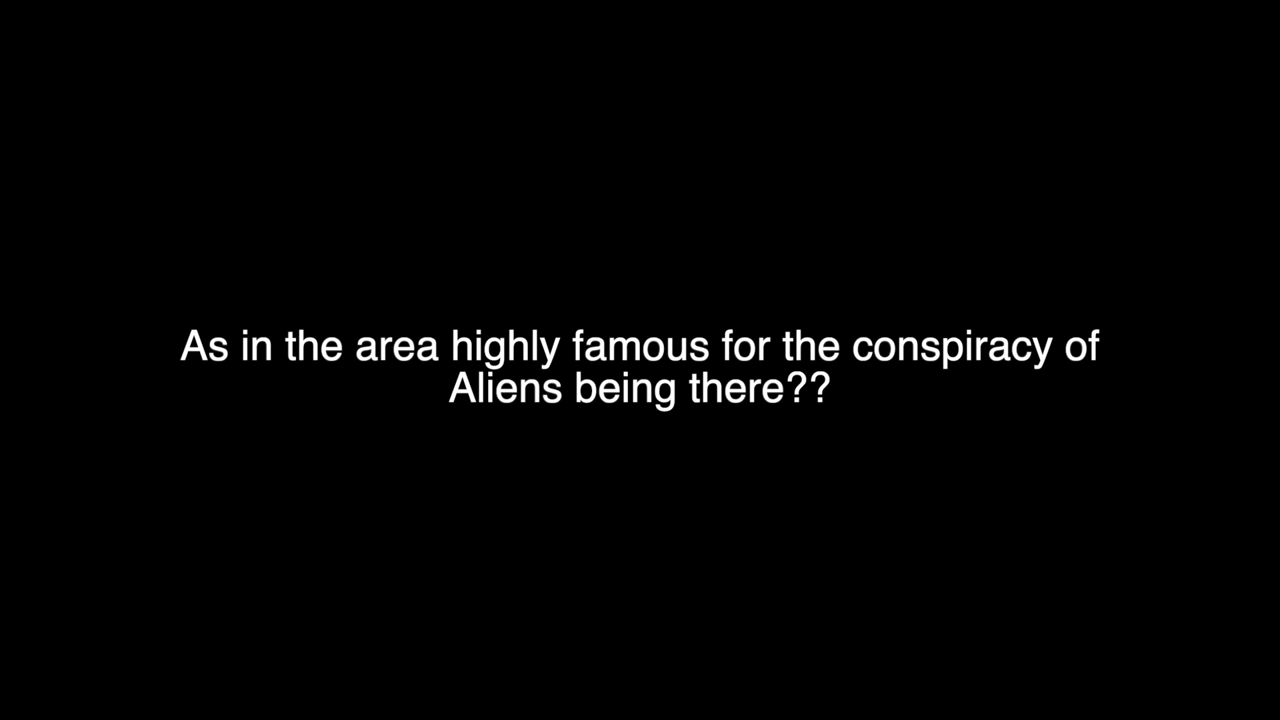 As in the area highly famous for the conspiracy of
Aliens being there??